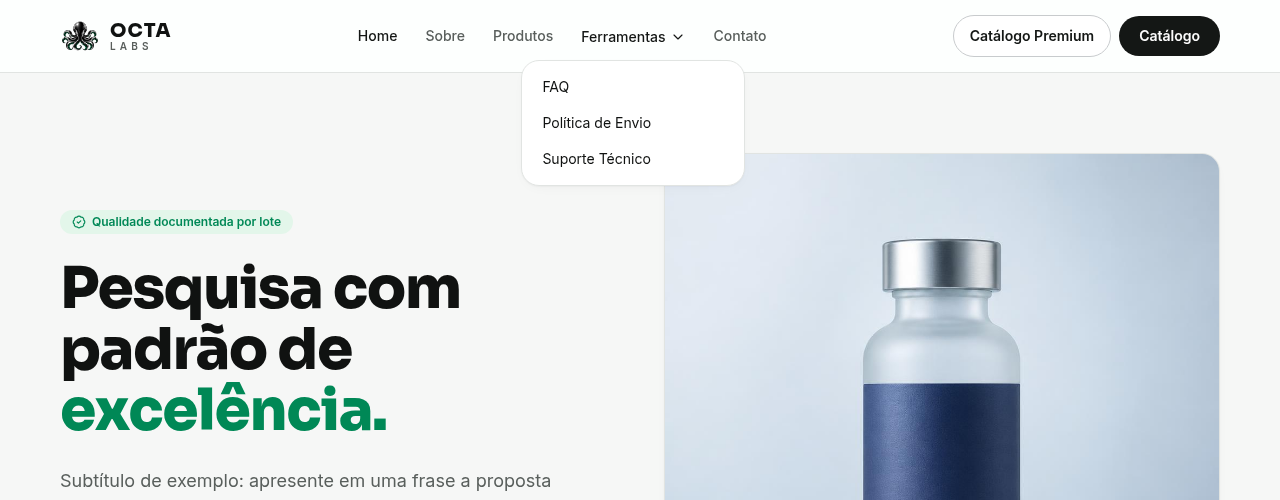 OCTA
LABS
Home
Sobre
Produtos
Ferramentas
Contato
Catálogo Premium
Catálogo
FAQ
Política de Envio
Suporte Técnico
Qualidade documentada por lote
Pesquisa com
padrão de
excelência.
Subtítulo de exemplo: apresente em uma frase a proposta